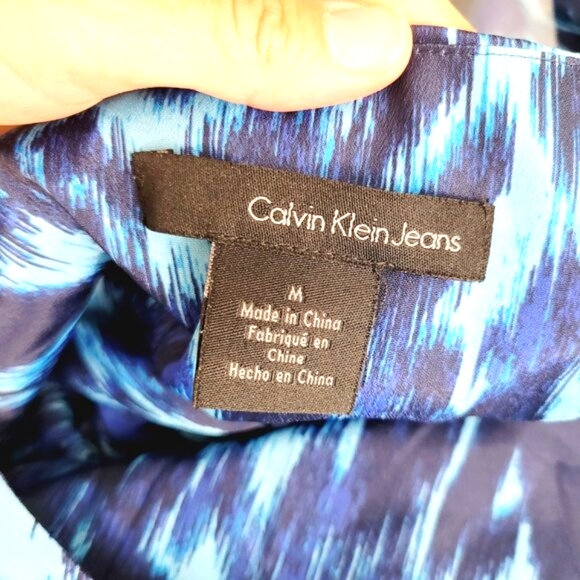 Calvin Klein Jeans
M
Made in China
Fabriqué en
Chine
Hecho en China